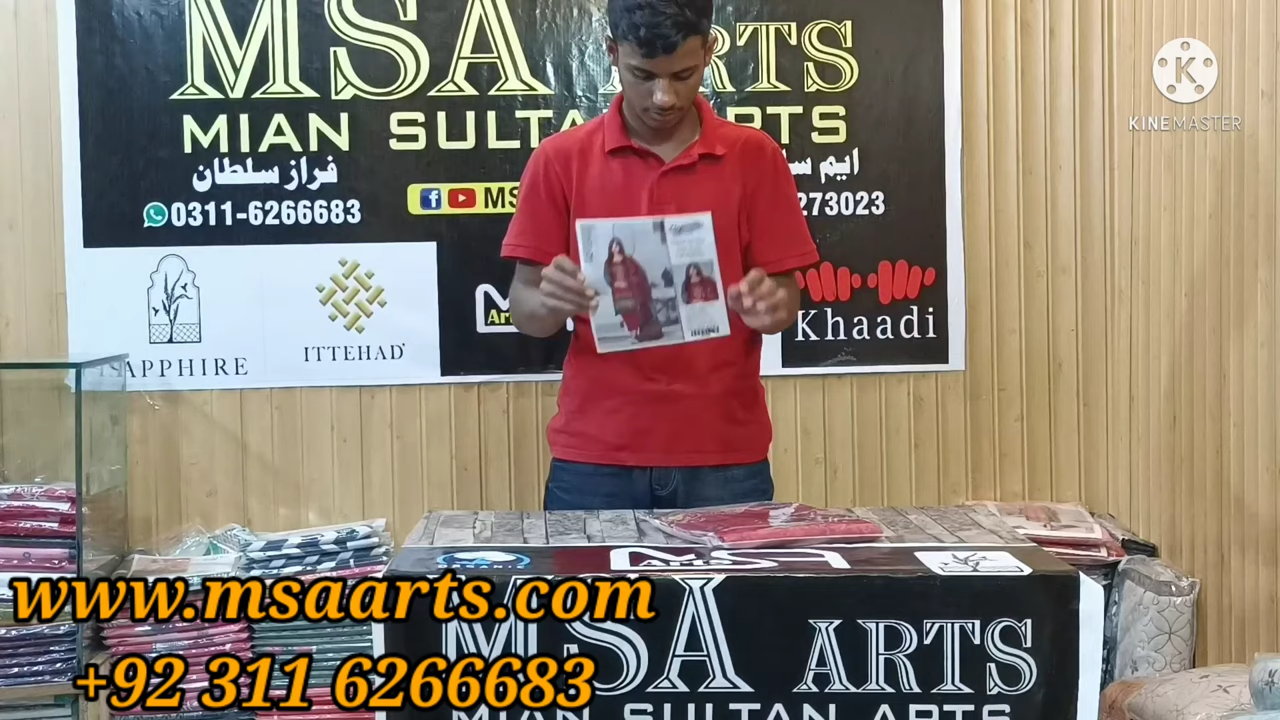 MSA ARTS
MIAN SULTAN ARTS
فراز سلطان
ایم
0311-6266683
MS
273023
SAPPHIRE
ITTEHAD
Khaadi
KINEMASTER
Arts
MSA ARTS
MIAN SULTAN ARTS
www.msaarts.com
+92 311 6266683